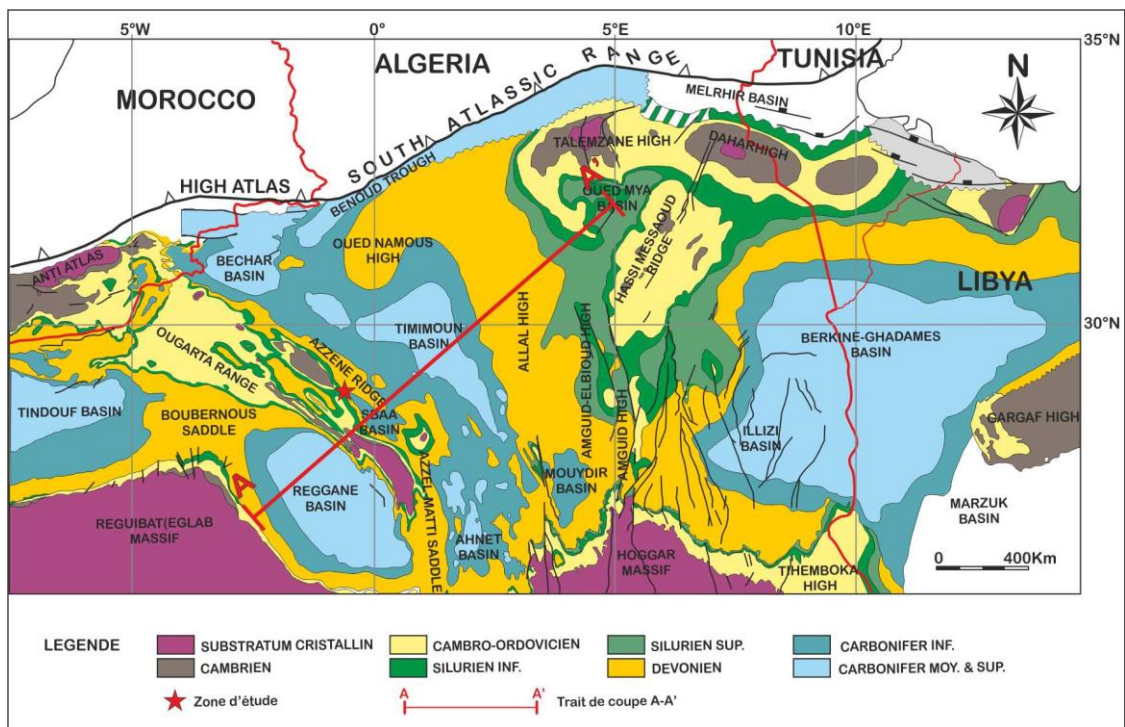 5°W
0°
5°E
10°E
35°N
ALGERIA
TUNISIA
MOROCCO
SOUTH ATLASSIC RANGE
N
MELRHIR BASIN
TALEMZANE HIGH
DAHARHIGH
HIGH ATLAS
BENOUD TROUGH
A'
OUED MYA
BASIN
OUED NAMOUS
HIGH
HASSI MESSAOUD
RIDGE
ANTI ATLAS
BECHAR
BASIN
LIBYA
TIMIMOUN
BASIN
ALLAL HIGH
30°N
OUGARTA RANGE
AZZENE RIDGE
BERKINE-GHADAMES
BASIN
AMGUID-ELBIOUD HIGH
TINDOUF BASIN
BOUBERNOUS
SADDLE
SBAA
BASIN
AMGUID HIGH
GARGAF HIGH
ILLIZI
BASIN
A
REGGANE
BASIN
AZZEL MATTI SADDLE
MOUYDIR
BASIN
MARZUK
BASIN
REGUIBAT(EGLAB
MASSIF
AHNET
BASIN
HOGGAR
MASSIF
TIHEMBOKA
HIGH
0 400Km
LEGENDE
SUBSTRATUM CRISTALLIN
CAMBRO-ORDOVICIEN
SILURIEN SUP.
CARBONIFER INF.
CAMBRIEN
SILURIEN INF.
DEVONIEN
CARBONIFER MOY. & SUP.
Zone d'étude
A A'
Trait de coupe A-A'